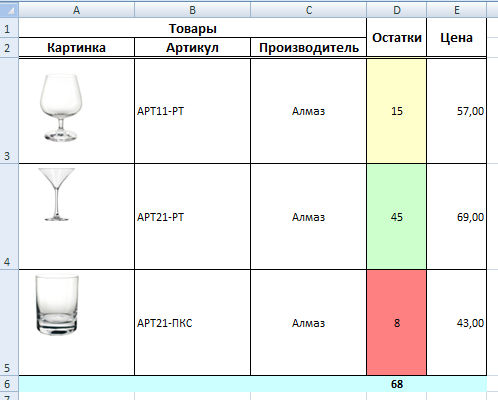 A B C D E
1 Товары Остатки Цена
2 Картинка Артикул Производитель
3 АРТ11-РТ Алмаз 15 57,00
4 АРТ21-РТ Алмаз 45 69,00
5 АРТ21-ПКС Алмаз 8 43,00
6 68
7